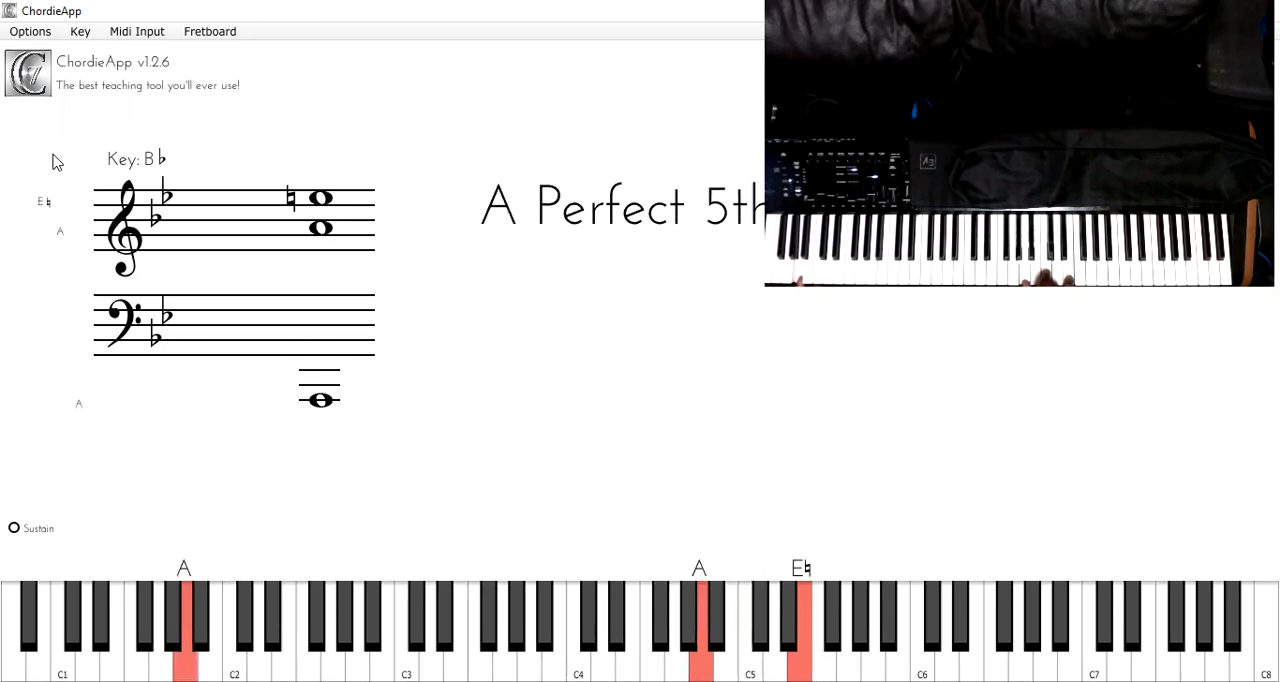 ChordieApp
Options Key Midi Input Fretboard
ChordieApp v1.2.6
The best teaching tool you'll ever use!
Key: B♭
E♮
A
A Perfect 5th
A
Sustain
A A E♮
C1 C2 C3 C4 C5 C6 C7 C8